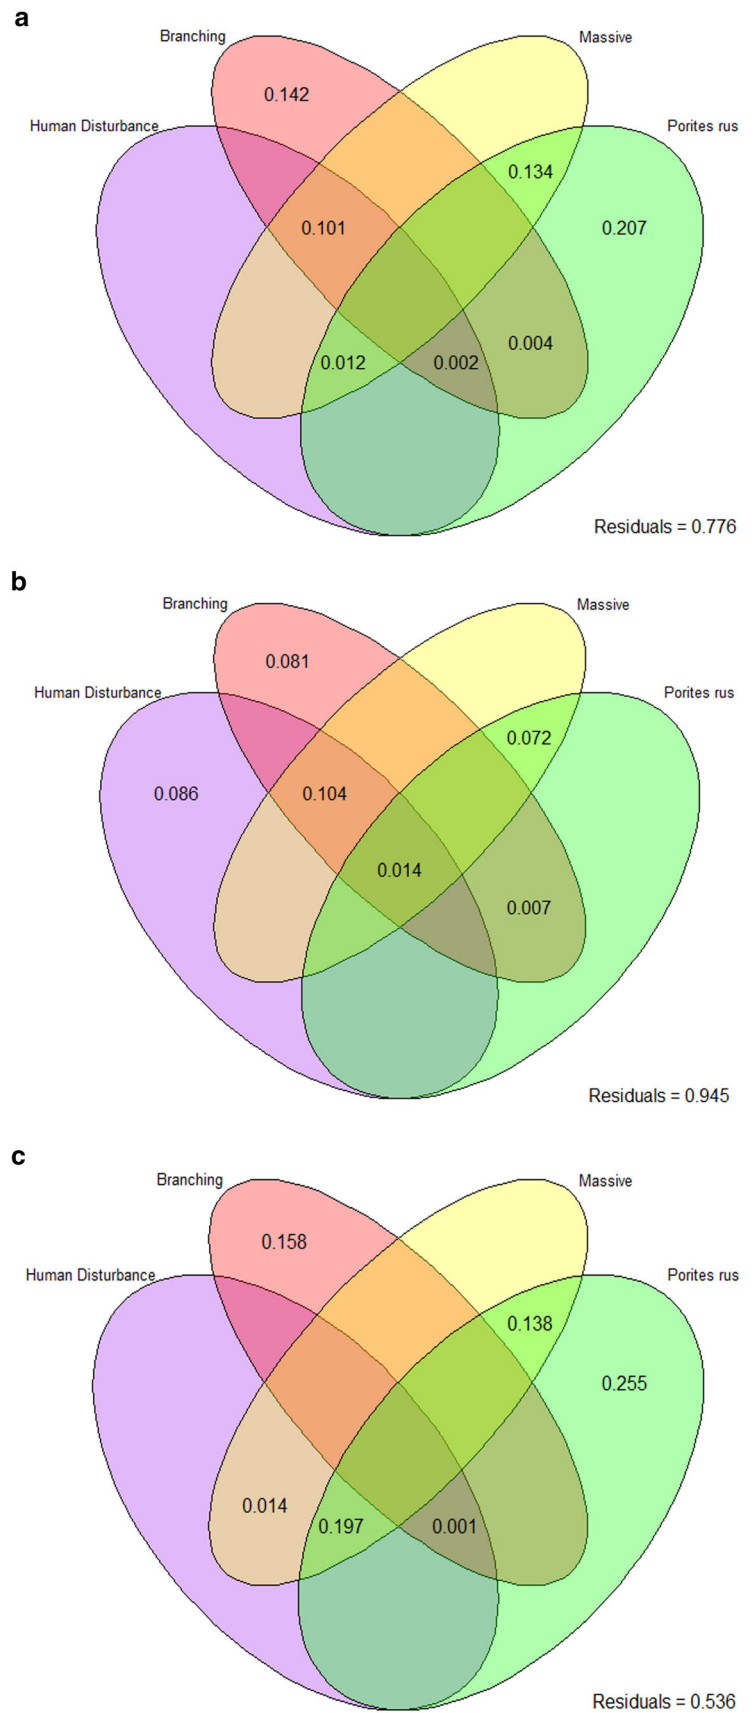 a
Branching
Massive
Human Disturbance
Porites rus
0.142
0.134
0.101
0.207
0.004
0.012
0.002
Residuals = 0.776
b
Branching
Massive
Human Disturbance
Porites rus
0.081
0.072
0.086
0.104
0.014
0.007
Residuals = 0.945
c
Branching
Massive
Human Disturbance
Porites rus
0.158
0.138
0.255
0.014
0.197
0.001
Residuals = 0.536